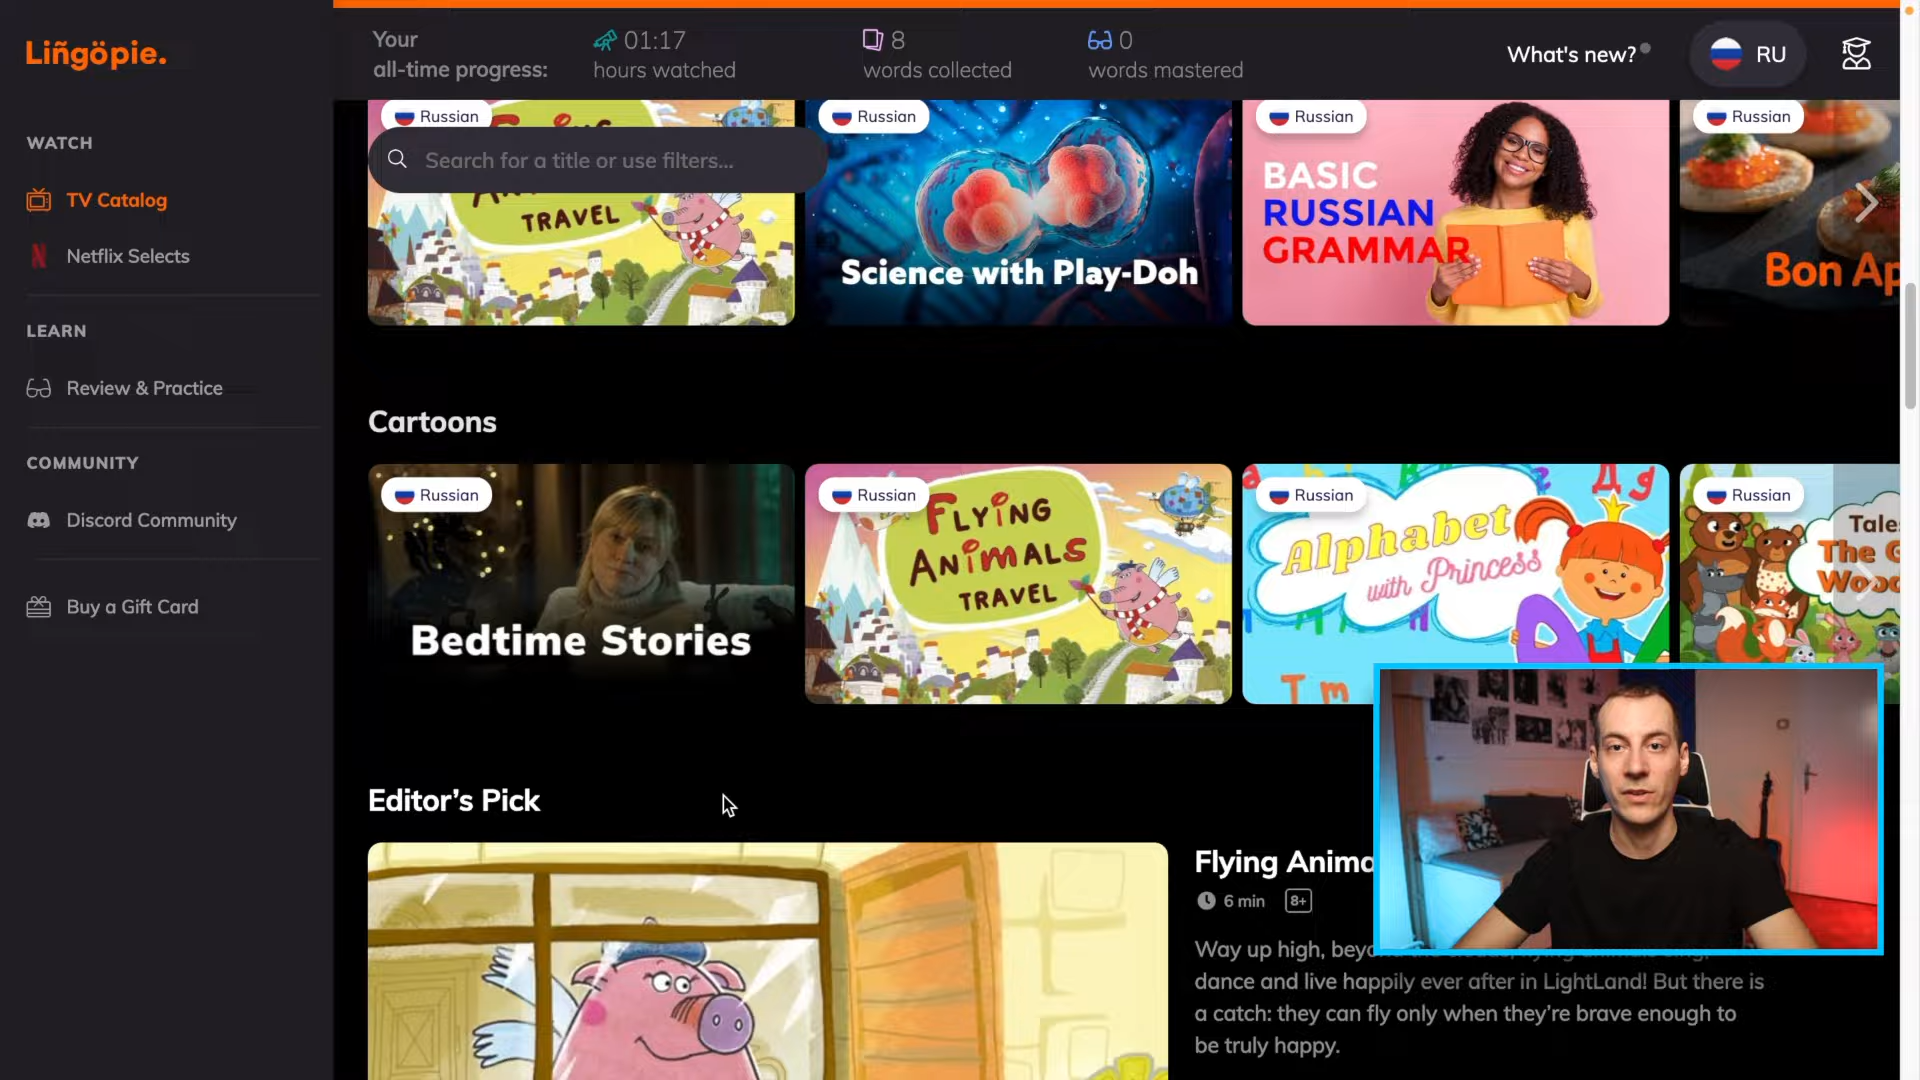 Liñgöpie.
Your
all-time progress:
01:17
hours watched
8
words collected
0
words mastered
What's new?
RU
WATCH
TV Catalog
Netflix Selects
LEARN
Review & Practice
COMMUNITY
Discord Community
Buy a Gift Card
Russian
Russian
Russian
Russian
Search for a title or use filters...
TRAVEL
Science with Play-Doh
BASIC
RUSSIAN
GRAMMAR
Bon Ap
Cartoons
Russian
Russian
Russian
Russian
Bedtime Stories
FLYING
ANIMALS
TRAVEL
Alphabet
with Princess
Д g
T m
Tale
The G
Wood
Editor's Pick
Flying Anima
6 min
8+
Way up high, beyo
dance and live happily ever after in LightLand! But there is
a catch: they can fly only when they're brave enough to
be truly happy.